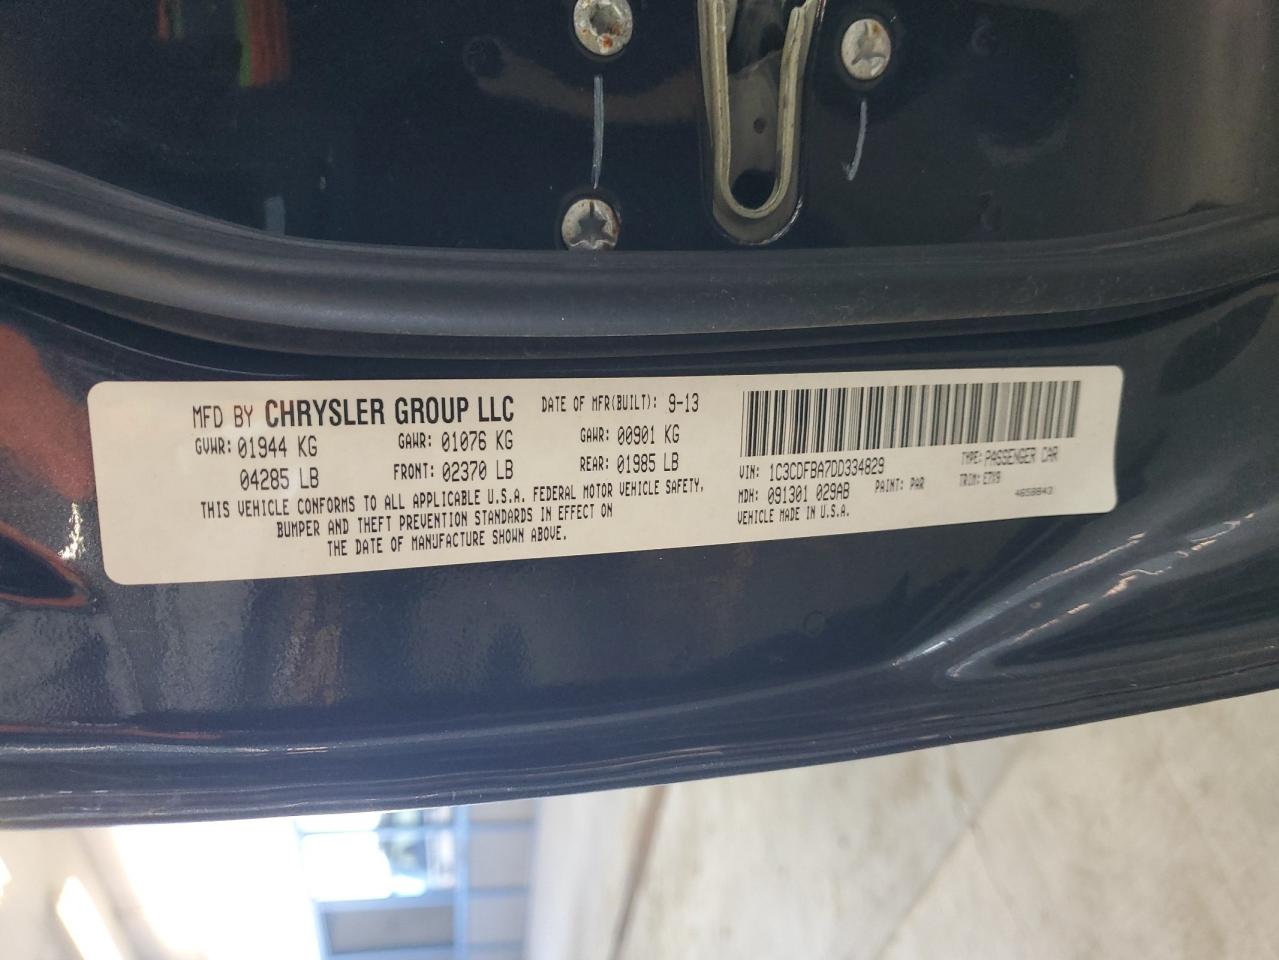 MFD BY CHRYSLER GROUP LLC DATE OF MFR(BUILT): 9-13
GVWR: 01944 KG GAWR: 01076 KG GAWR: 00901 KG
04285 LB FRONT: 02370 LB REAR: 01985 LB
THIS VEHICLE CONFORMS TO ALL APPLICABLE U.S.A. FEDERAL MOTOR VEHICLE SAFETY,
BUMPER AND THEFT PREVENTION STANDARDS IN EFFECT ON
THE DATE OF MANUFACTURE SHOWN ABOVE.
VIN: 1C3CDFBA7DD334829 TYPE: PASSENGER CAR
MDH: 091301 029AB PAINT: PAR TRIM: E7X9
VEHICLE MADE IN U.S.A. 4658843